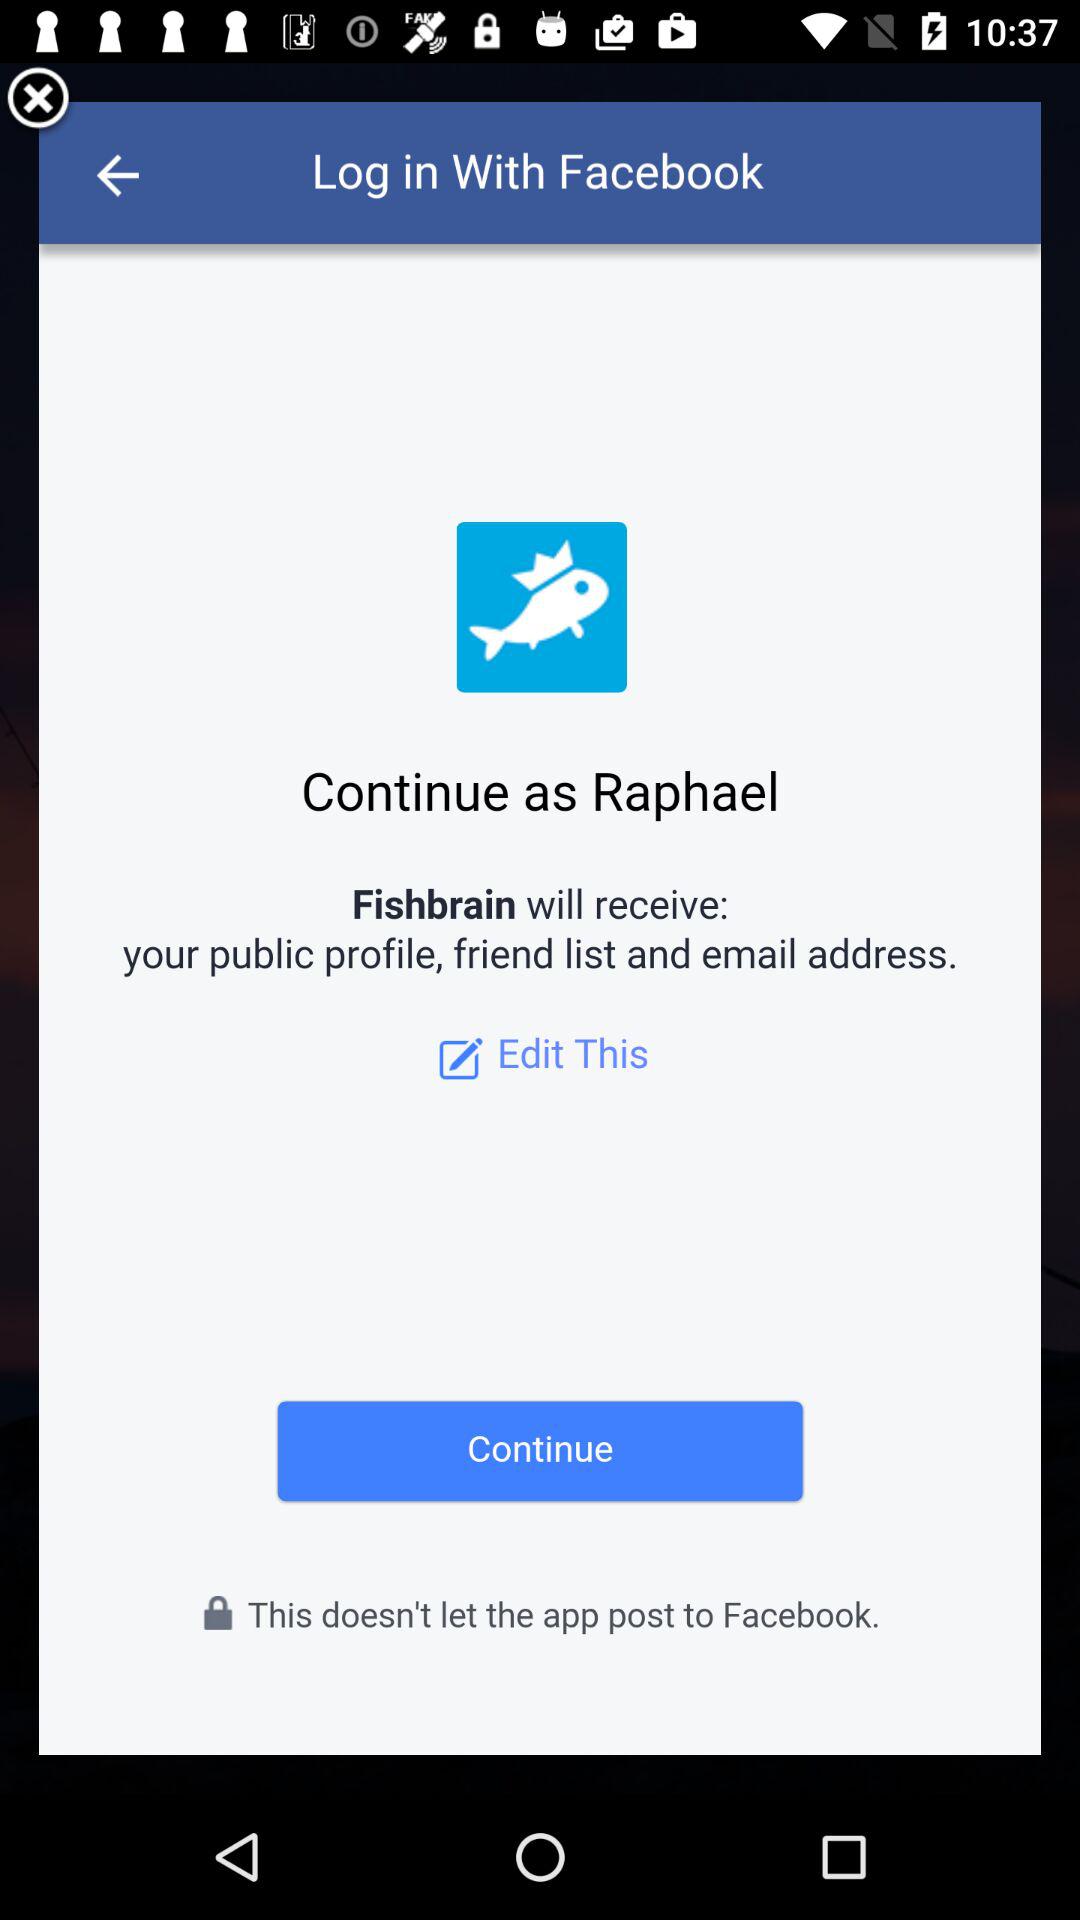 FAKE
10:37
Log in With Facebook
Continue as Raphael
Fishbrain will receive:
your public profile, friend list and email address.
Edit This
Continue
This doesn't let the app post to Facebook.